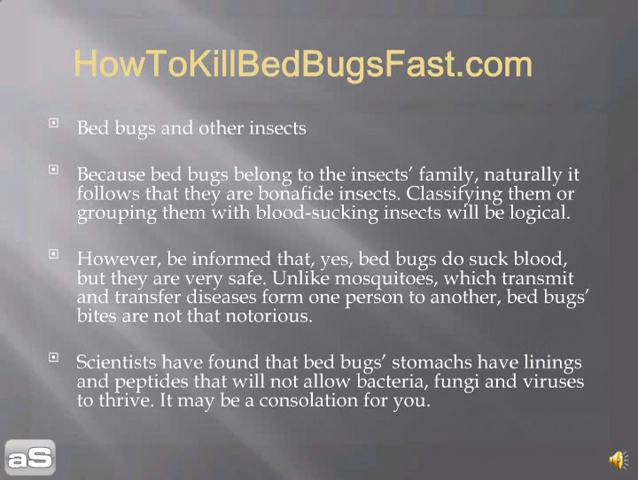 HowToKillBedBugsFast.com
Bed bugs and other insects
Because bed bugs belong to the insects' family, naturally it
follows that they are bonafide insects. Classifying them or
grouping them with blood-sucking insects will be logical.
However, be informed that, yes, bed bugs do suck blood,
but they are very safe. Unlike mosquitoes, which transmit
and transfer diseases form one person to another, bed bugs'
bites are not that notorious.
Scientists have found that bed bugs' stomachs have linings
and peptides that will not allow bacteria, fungi and viruses
to thrive. It may be a consolation for you.
aS